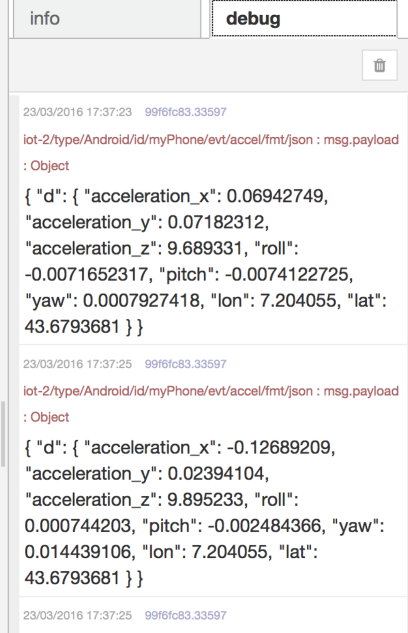 info
debug
23/03/2016 17:37:23 99f6fc83.33597
iot-2/type/Android/id/myPhone/evt/accel/fmt/json : msg.payload
: Object
{ "d": { "acceleration_x": 0.06942749,
"acceleration_y": 0.07182312,
"acceleration_z": 9.689331, "roll":
-0.0071652317, "pitch": -0.0074122725,
"yaw": 0.0007927418, "lon": 7.204055, "lat":
43.6793681 } }
23/03/2016 17:37:25 99f6fc83.33597
iot-2/type/Android/id/myPhone/evt/accel/fmt/json : msg.payload
: Object
{ "d": { "acceleration_x": -0.12689209,
"acceleration_y": 0.02394104,
"acceleration_z": 9.895233, "roll":
0.000744203, "pitch": -0.002484366, "yaw":
0.014439106, "lon": 7.204055, "lat":
43.6793681 } }
23/03/2016 17:37:25 99f6fc83.33597